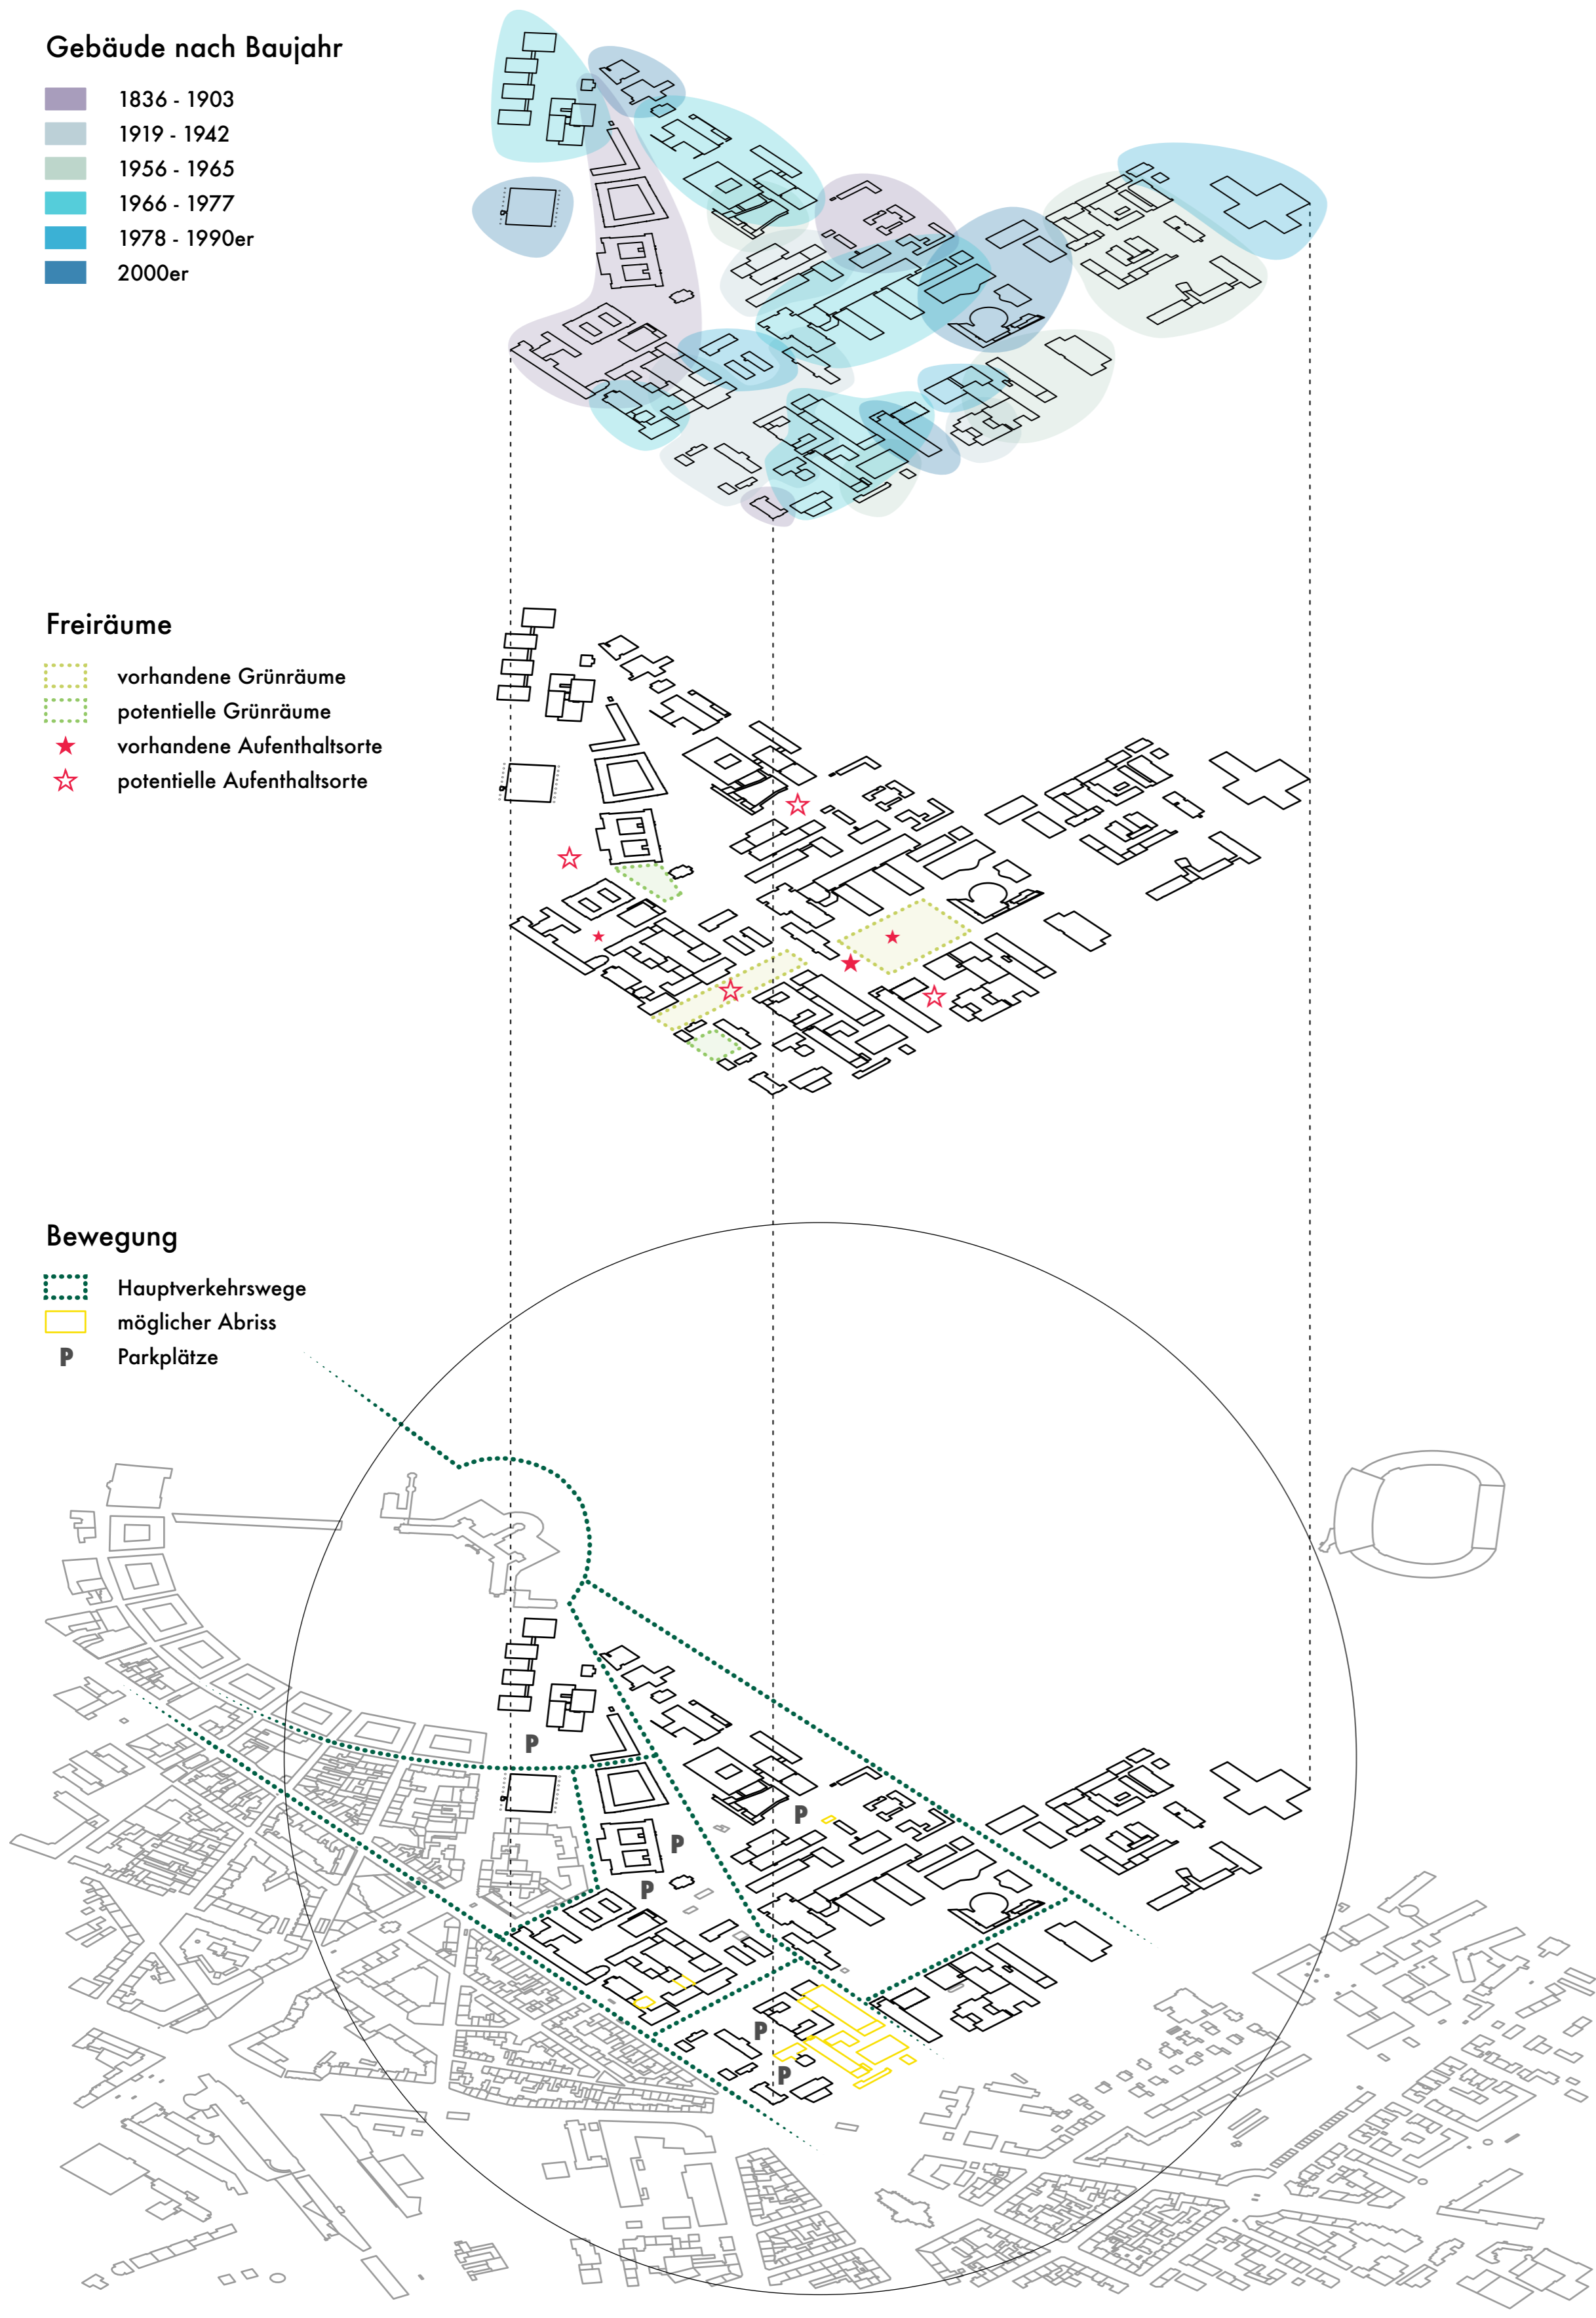 Gebäude nach Baujahr
1836 - 1903
1919 - 1942
1956 - 1965
1966 - 1977
1978 - 1990er
2000er
Freiräume
vorhandene Grünräume
potentielle Grünräume
vorhandene Aufenthaltsorte
potentielle Aufenthaltsorte
Bewegung
Hauptverkehrswege
möglicher Abriss
P Parkplätze
P
P
P
P
P
P